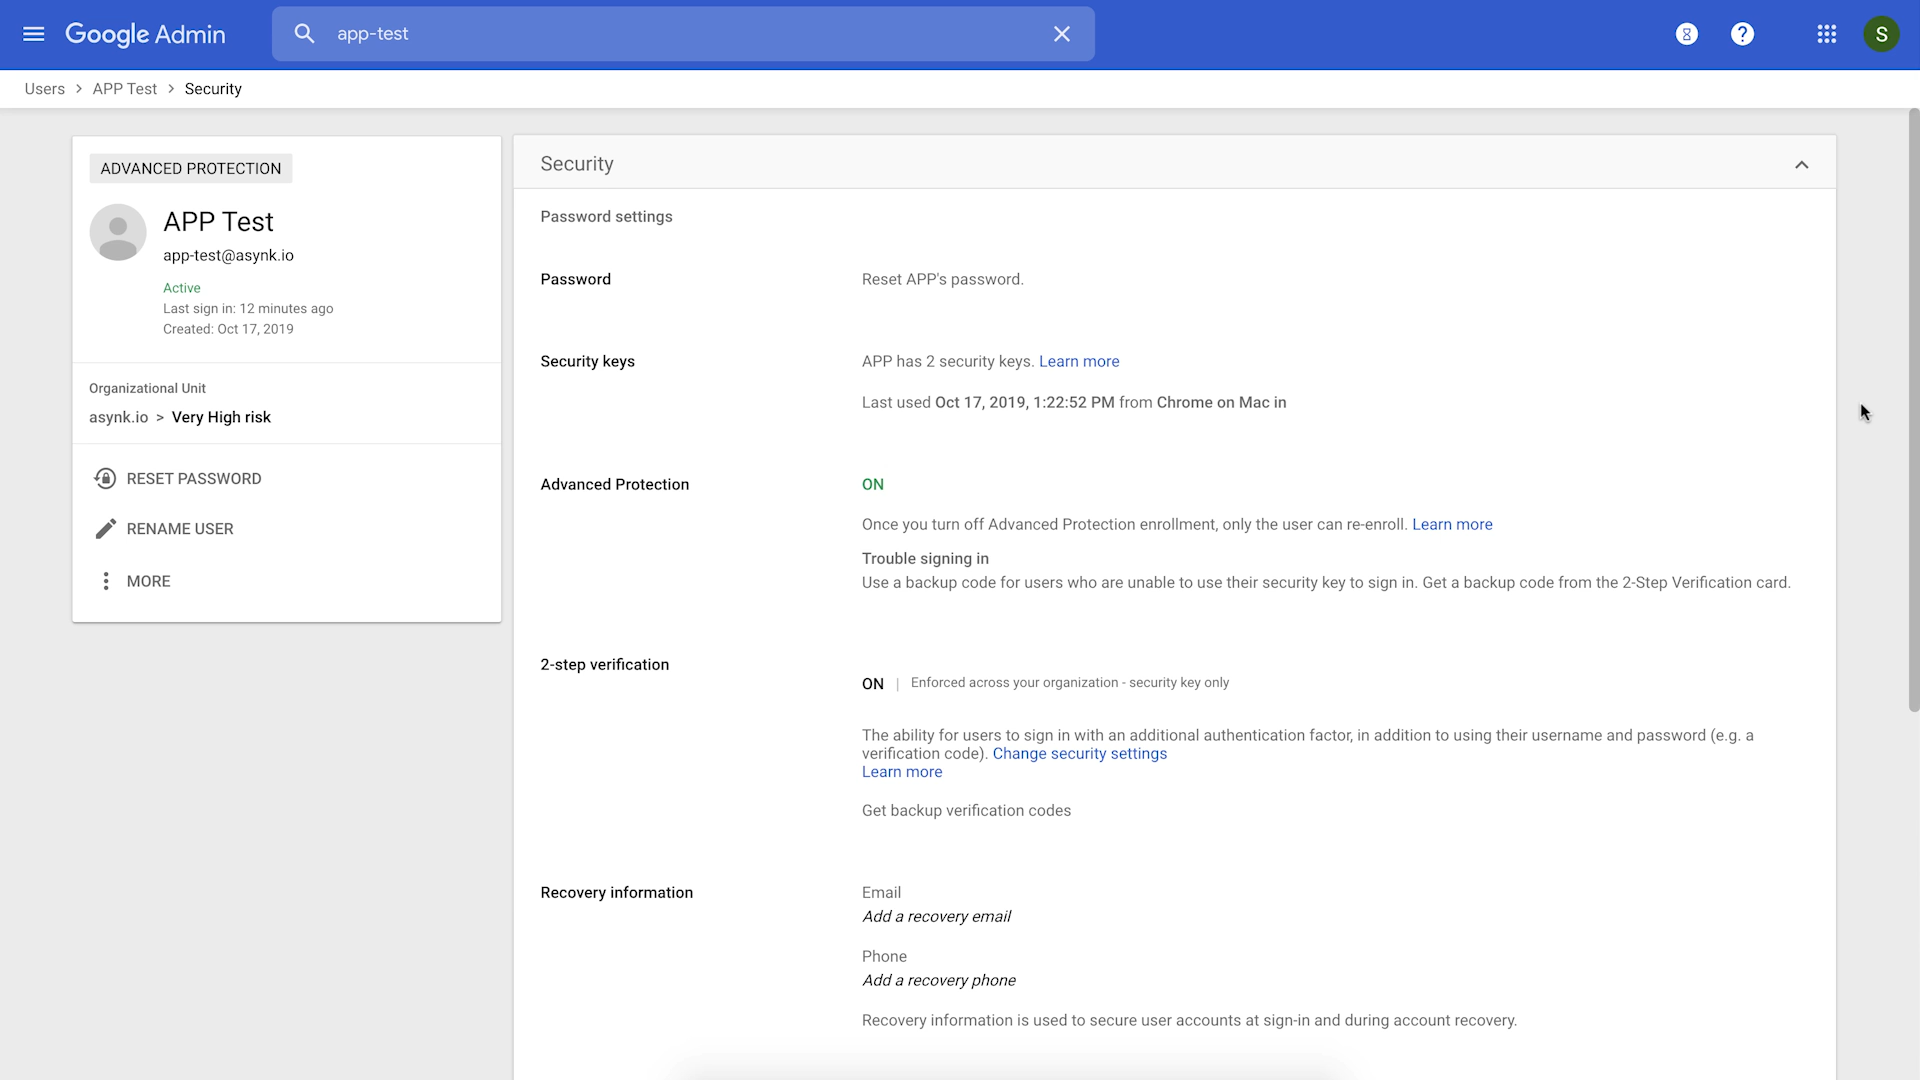 Google Admin
app-test
?
S
Users > APP Test > Security
ADVANCED PROTECTION
APP Test
app-test@asynk.io
Active
Last sign in: 12 minutes ago
Created: Oct 17, 2019
Organizational Unit
asynk.io > Very High risk
RESET PASSWORD
RENAME USER
MORE
Security
Password settings
Password
Reset APP's password.
Security keys
APP has 2 security keys. Learn more
Last used Oct 17, 2019, 1:22:52 PM from Chrome on Mac in
Advanced Protection
ON
Once you turn off Advanced Protection enrollment, only the user can re-enroll. Learn more
Trouble signing in
Use a backup code for users who are unable to use their security key to sign in. Get a backup code from the 2-Step Verification card.
2-step verification
ON | Enforced across your organization - security key only
The ability for users to sign in with an additional authentication factor, in addition to using their username and password (e.g. a
verification code). Change security settings
Learn more
Get backup verification codes
Recovery information
Email
Add a recovery email
Phone
Add a recovery phone
Recovery information is used to secure user accounts at sign-in and during account recovery.